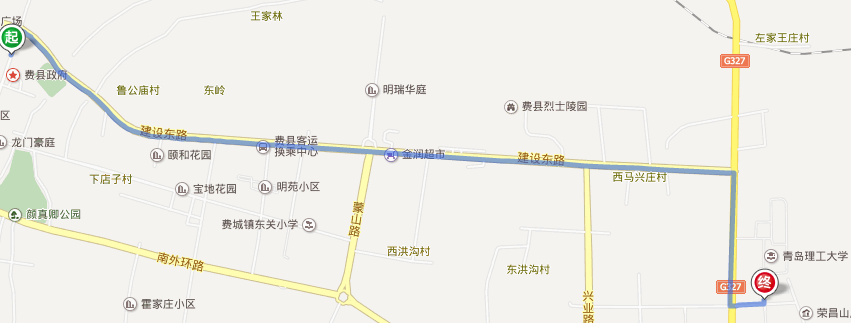 王家林
广场
起
左家王庄村
G327
费县政府
鲁公庙村
东岭
明瑞华庭
费县烈士陵园
区
建设东路
龙门豪庭
颐和花园
费县客运
换乘中心
金润超市
建设东路
西马兴庄村
下店子村
宝地花园
明苑小区
颜真卿公园
费城镇东关小学
蒙山路
西洪沟村
青岛理工大学
南外环路
东洪沟村
终
G327
霍家庄小区
兴业路
荣昌山